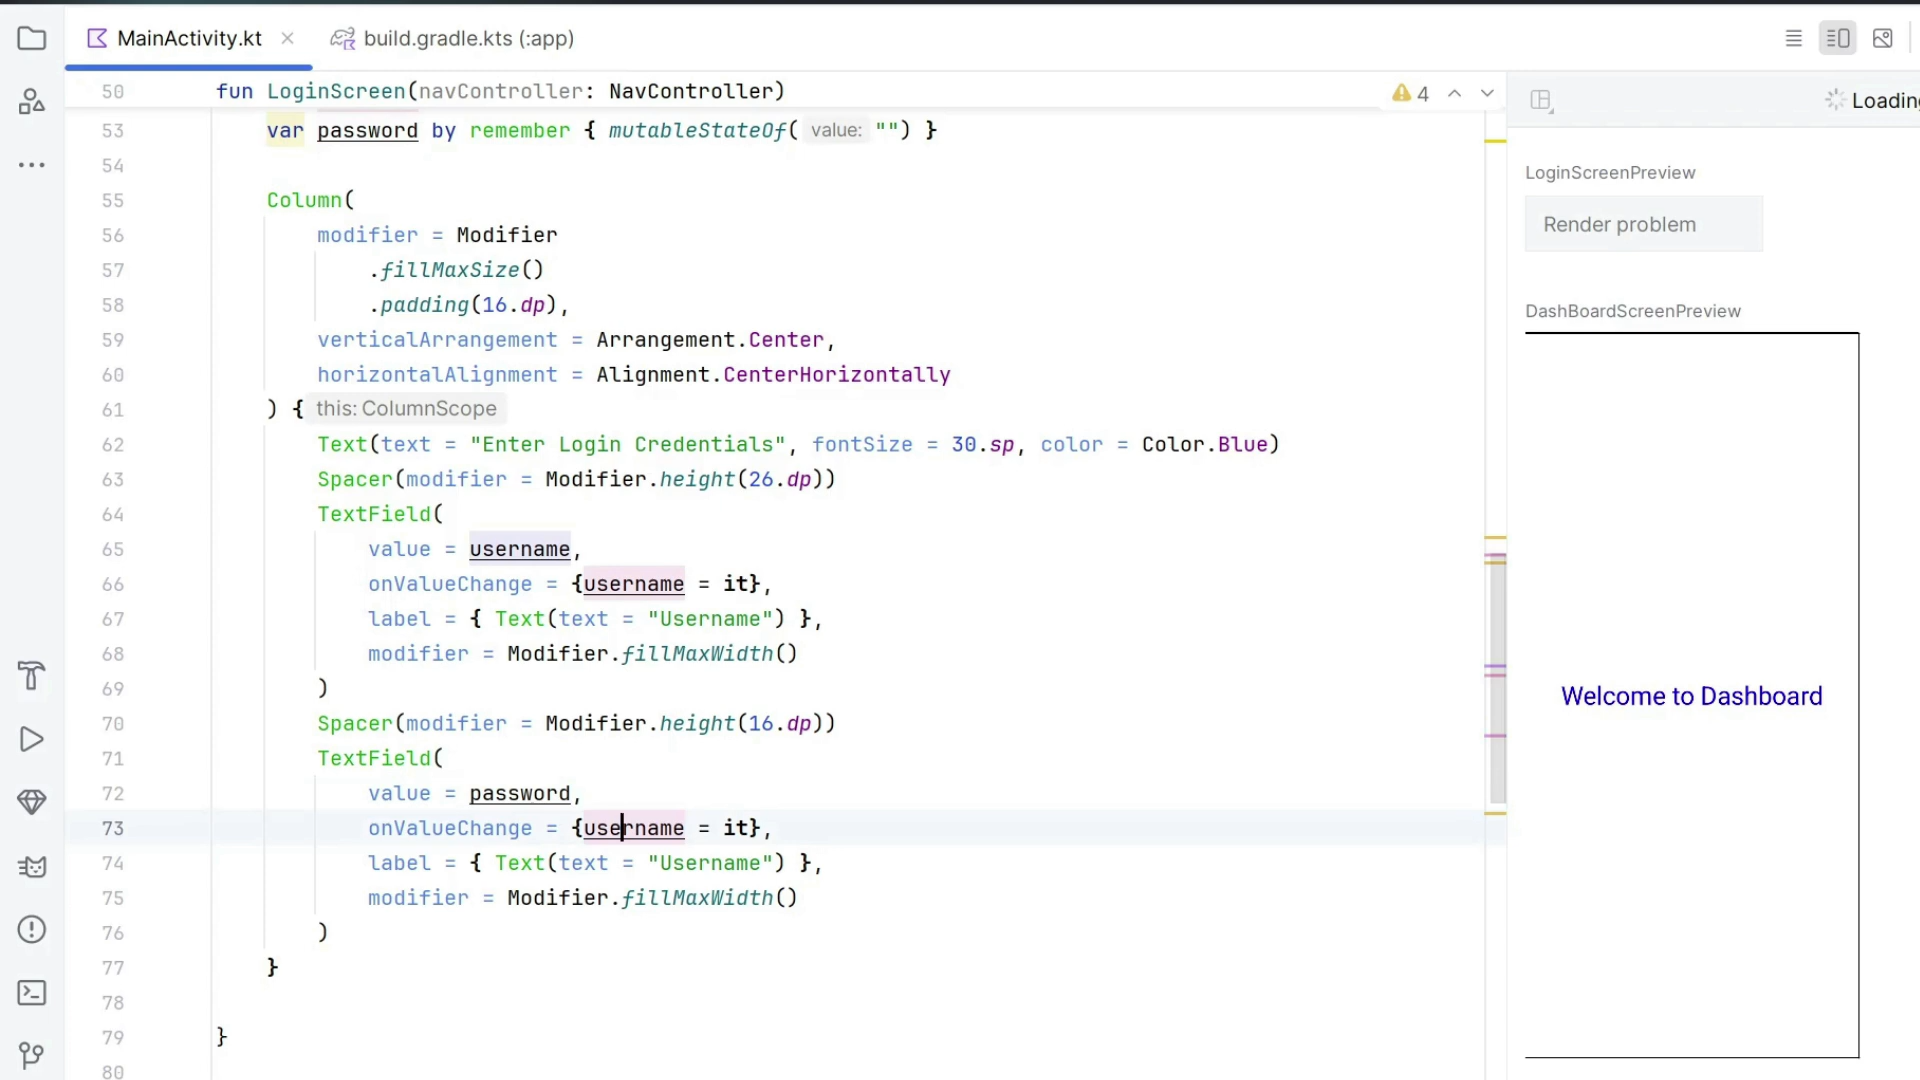 MainActivity.kt
build.gradle.kts (:app)
50 fun LoginScreen(navController: NavController)
4
53 var password by remember { mutableStateOf( value: "") }
54
55 Column(
56 modifier = Modifier
57 .fillMaxSize()
58 .padding(16.dp),
59 verticalArrangement = Arrangement.Center,
60 horizontalAlignment = Alignment.CenterHorizontally
61 ) { this: ColumnScope
62 Text(text = "Enter Login Credentials", fontSize = 30.sp, color = Color.Blue)
63 Spacer(modifier = Modifier.height(26.dp))
64 TextField(
65 value = username,
66 onValueChange = {username = it},
67 label = { Text(text = "Username") },
68 modifier = Modifier.fillMaxWidth()
69 )
70 Spacer(modifier = Modifier.height(16.dp))
71 TextField(
72 value = password,
73 onValueChange = {username = it},
74 label = { Text(text = "Username") },
75 modifier = Modifier.fillMaxWidth()
76 )
77 }
78
79 }
80
Loading
LoginScreenPreview
Render problem
DashBoardScreenPreview
Welcome to Dashboard